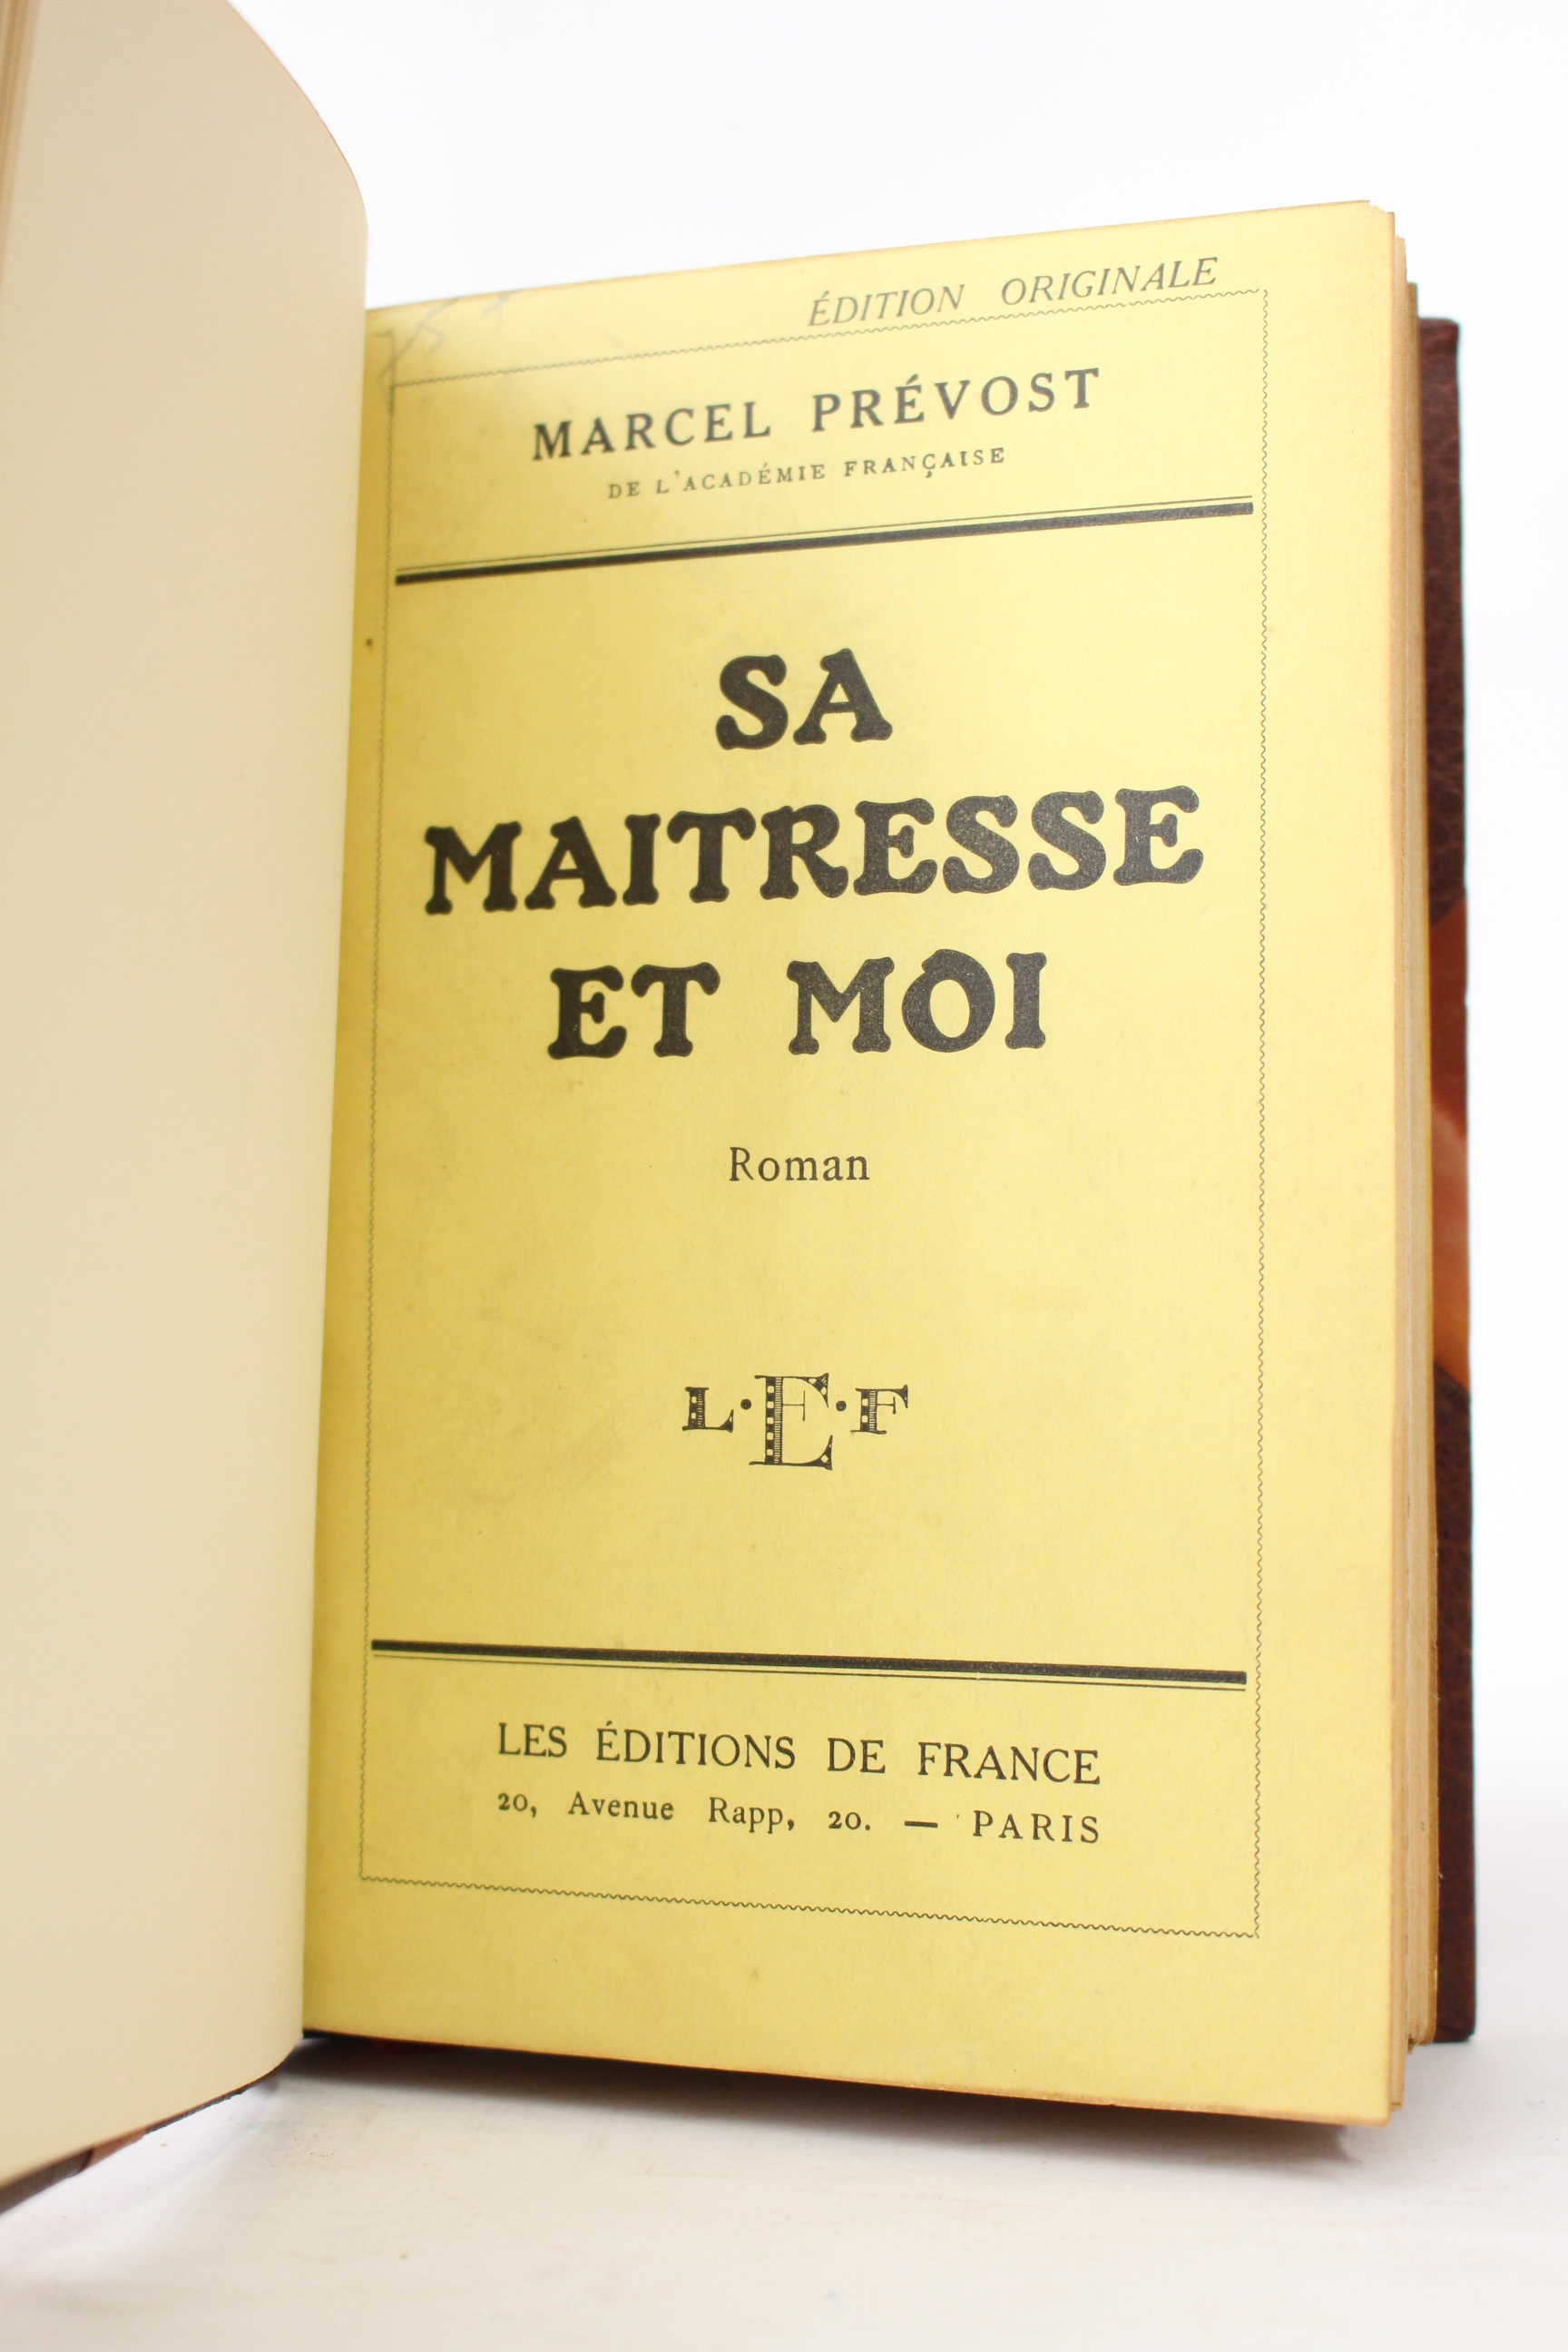 ÉDITION ORIGINALE
MARCEL PRÉVOST
DE L'ACADÉMIE FRANÇAISE
SA
MAITRESSE
ET MOI
Roman
L·E·F
LES ÉDITIONS DE FRANCE
20, Avenue Rapp, 20. — PARIS